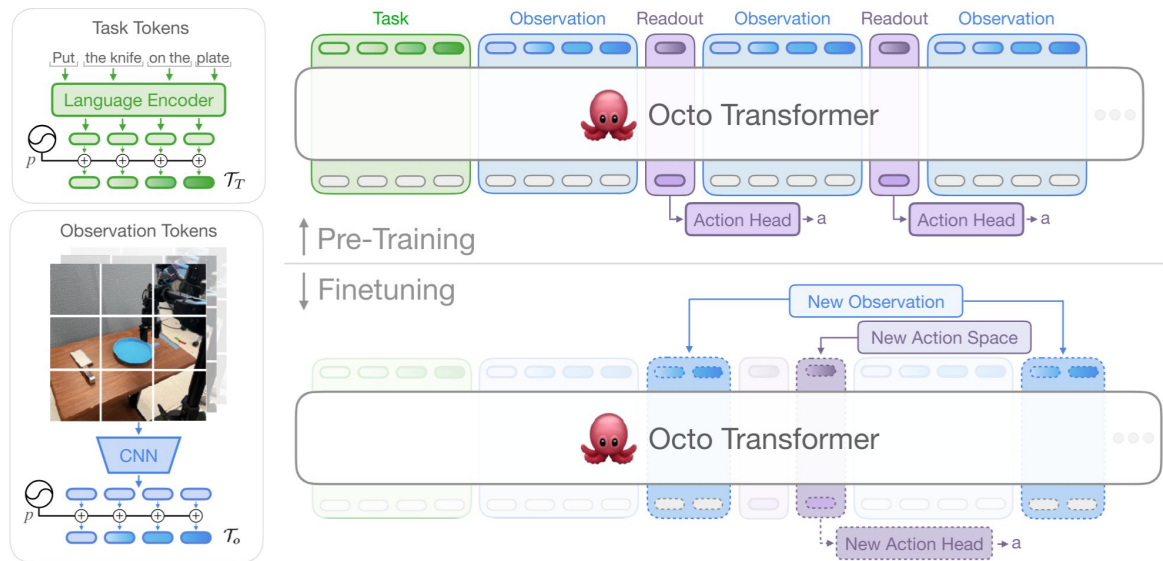 Task Tokens
Put the knife on the plate
Language Encoder
p
𝒯_T
Observation Tokens
CNN
p
𝒯_o
Task Observation Readout Observation Readout Observation
Octo Transformer
Action Head a Action Head a
Pre-Training
Finetuning
New Observation
New Action Space
Octo Transformer
New Action Head a